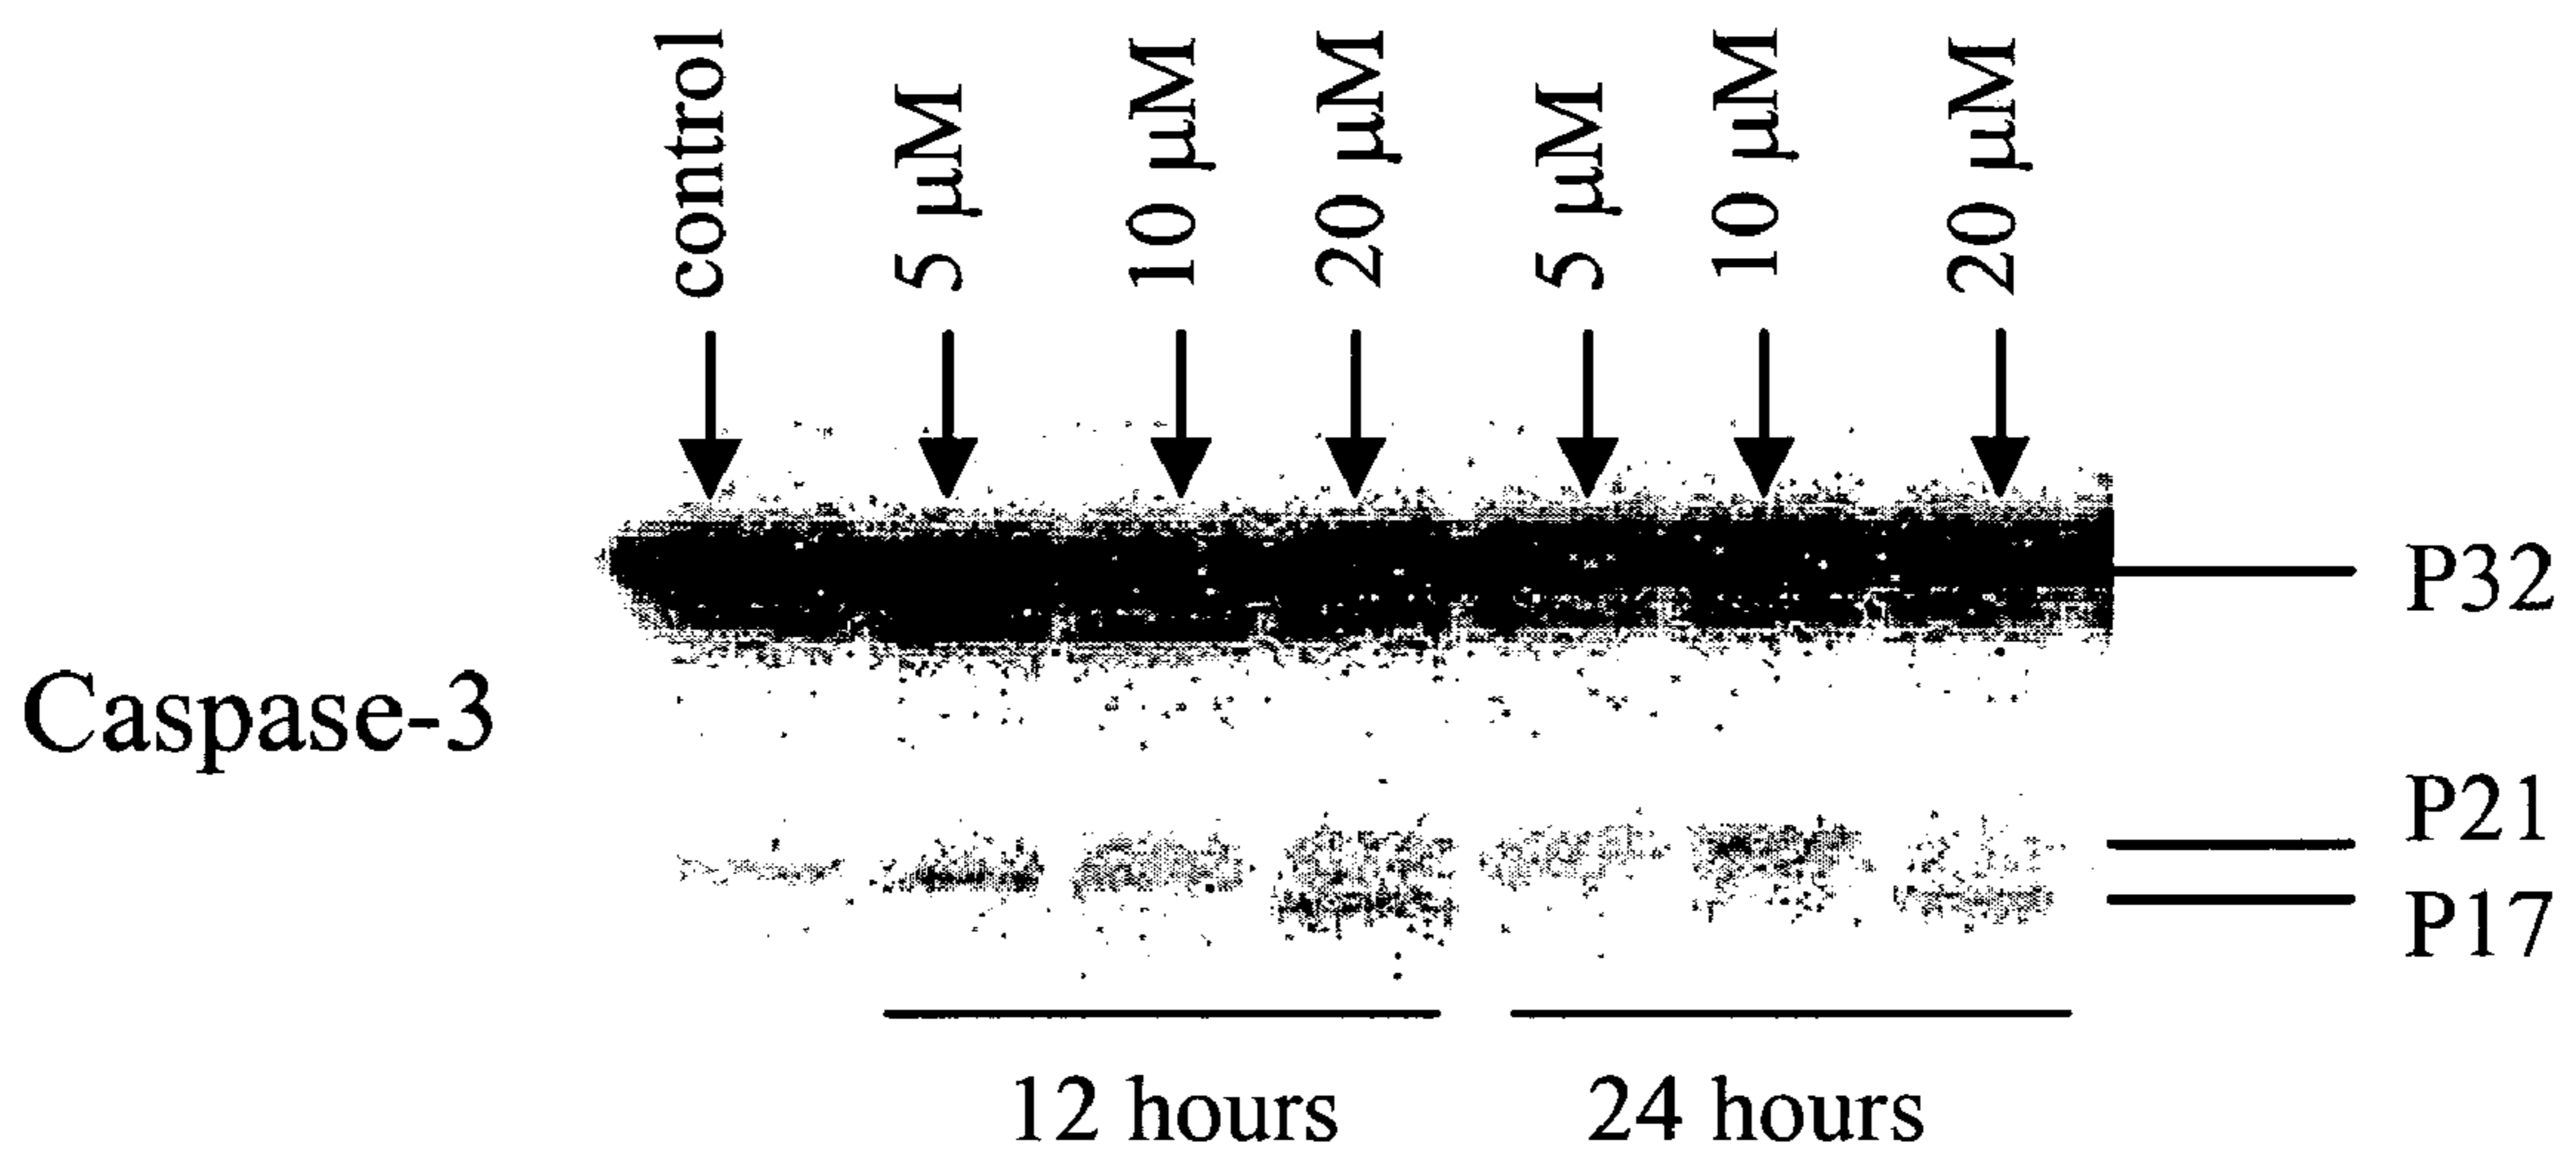 control
5 µM
10 µM
20 µM
5 µM
10 µM
20 µM
P32
Caspase-3
P21
P17
12 hours
24 hours